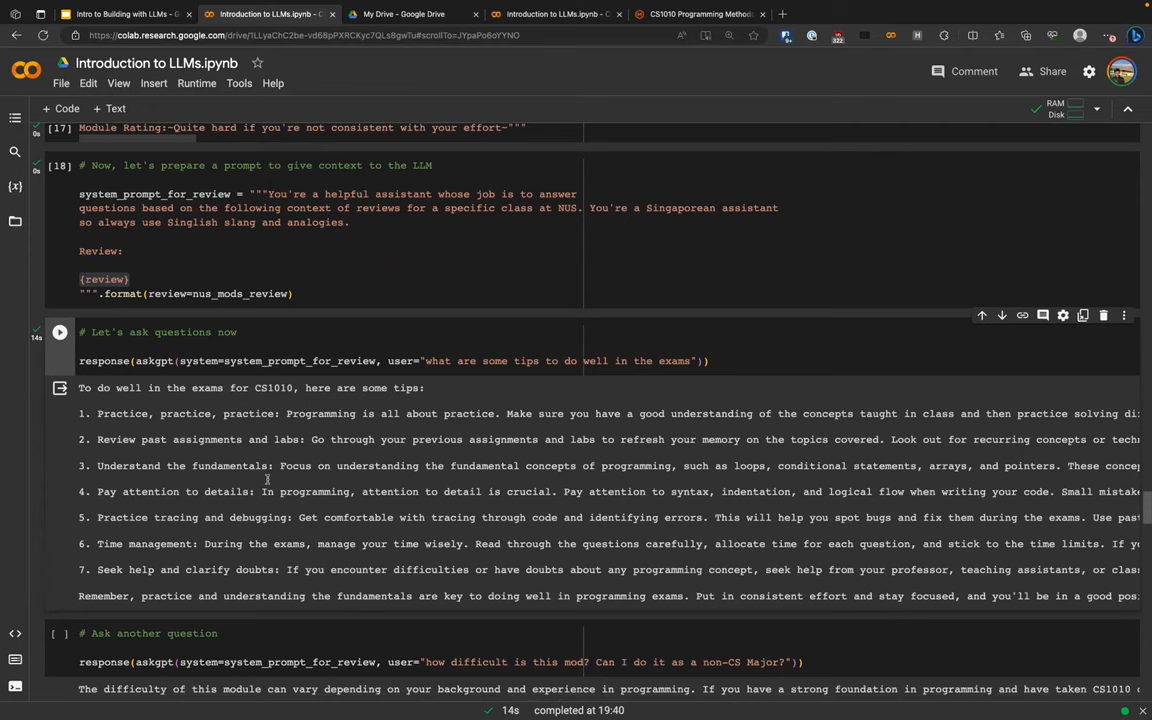 Intro to Building with LLMs - G
Introduction to LLMs.ipynb - C
My Drive - Google Drive
Introduction to LLMs.ipynb - C
CS1010 Programming Method
https://colab.research.google.com/drive/1LLyaChC2be-vd68pPXRCKyc7QLs8gwTu#scrollTo=JYpaPo6oYYNO
322
Introduction to LLMs.ipynb
File Edit View Insert Runtime Tools Help
Comment
Share
+ Code + Text
RAM
Disk
[17] Module Rating:~Quite hard if you're not consistent with your effort~"""
0s
[18] # Now, let's prepare a prompt to give context to the LLM
0s
system_prompt_for_review = """You're a helpful assistant whose job is to answer
questions based on the following context of reviews for a specific class at NUS. You're a Singaporean assistant
so always use Singlish slang and analogies.
Review:
{review}
""".format(review=nus_mods_review)
# Let's ask questions now
14s
response(askgpt(system=system_prompt_for_review, user="what are some tips to do well in the exams"))
To do well in the exams for CS1010, here are some tips:
1. Practice, practice, practice: Programming is all about practice. Make sure you have a good understanding of the concepts taught in class and then practice solving di
2. Review past assignments and labs: Go through your previous assignments and labs to refresh your memory on the topics covered. Look out for recurring concepts or tech
3. Understand the fundamentals: Focus on understanding the fundamental concepts of programming, such as loops, conditional statements, arrays, and pointers. These conce
4. Pay attention to details: In programming, attention to detail is crucial. Pay attention to syntax, indentation, and logical flow when writing your code. Small mistak
5. Practice tracing and debugging: Get comfortable with tracing through code and identifying errors. This will help you spot bugs and fix them during the exams. Use pas
6. Time management: During the exams, manage your time wisely. Read through the questions carefully, allocate time for each question, and stick to the time limits. If y
7. Seek help and clarify doubts: If you encounter difficulties or have doubts about any programming concept, seek help from your professor, teaching assistants, or clas
Remember, practice and understanding the fundamentals are key to doing well in programming exams. Put in consistent effort and stay focused, and you'll be in a good pos
[ ] # Ask another question
response(askgpt(system=system_prompt_for_review, user="how difficult is this mod? Can I do it as a non-CS Major?"))
The difficulty of this module can vary depending on your background and experience in programming. If you have a strong foundation in programming and have taken CS1010 o
14s completed at 19:40